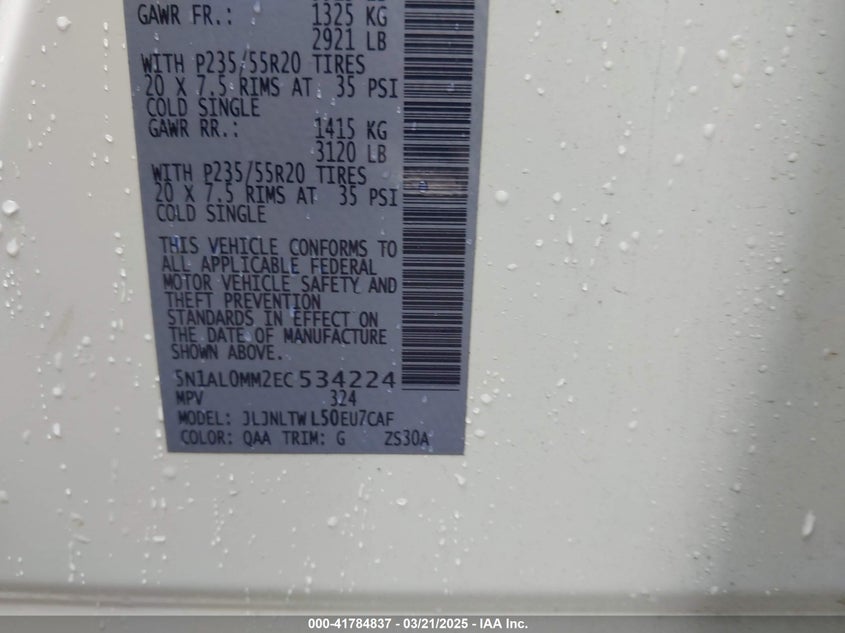 GAWR FR.: 1325 KG
2921 LB
WITH P235/55R20 TIRES
20 X 7.5 RIMS AT 35 PSI
COLD SINGLE
GAWR RR.: 1415 KG
3120 LB
WITH P235/55R20 TIRES
20 X 7.5 RIMS AT 35 PSI
COLD SINGLE
THIS VEHICLE CONFORMS TO
ALL APPLICABLE FEDERAL
MOTOR VEHICLE SAFETY AND
THEFT PREVENTION
STANDARDS IN EFFECT ON
THE DATE OF MANUFACTURE
SHOWN ABOVE.
5N1AL0MM2EC534224
MPV 324
MODEL: JLJNLTWL50EU7CAF
COLOR: QAA TRIM: G ZS30A
000-41784837 - 03/21/2025 - IAA Inc.